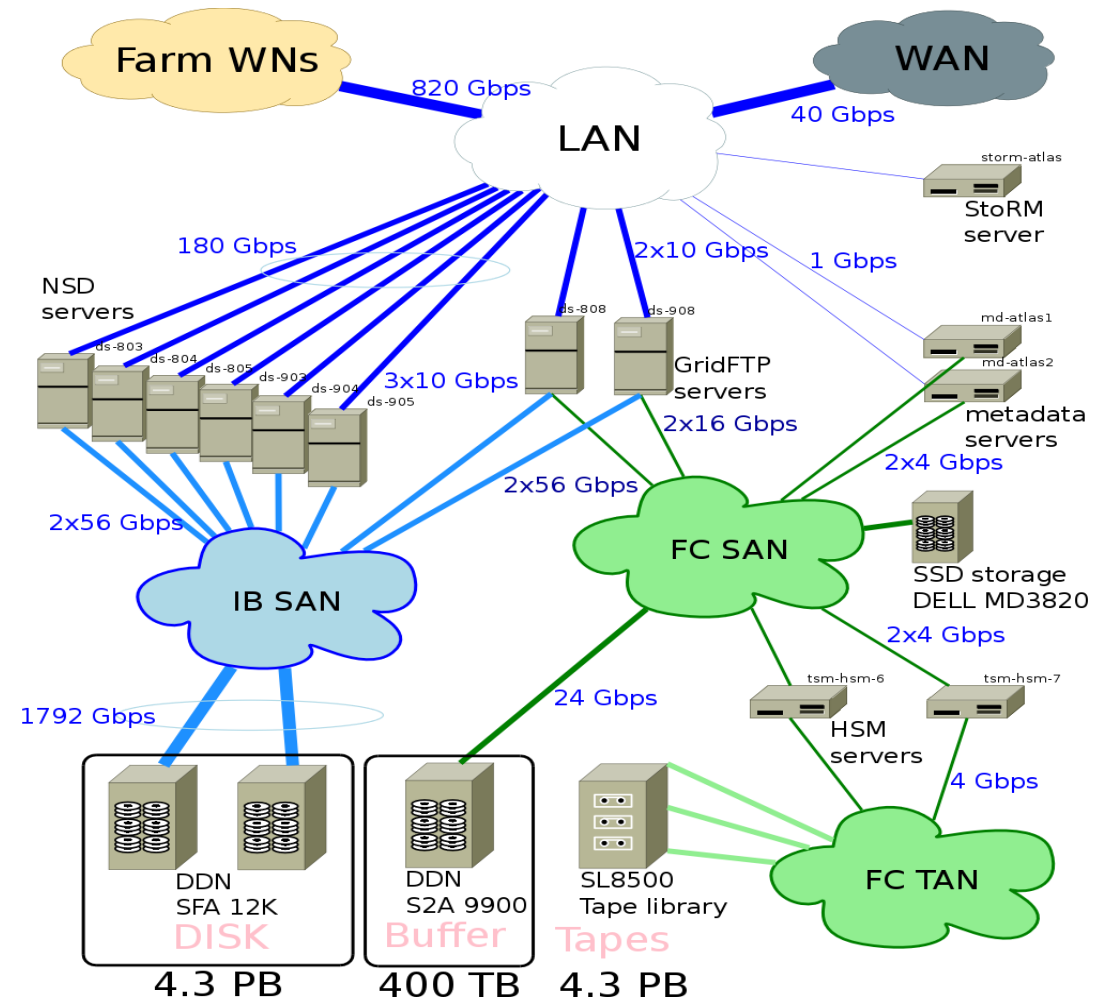 Farm WNs
WAN
820 Gbps
40 Gbps
LAN
storm-atlas
StoRM
server
180 Gbps
2x10 Gbps
1 Gbps
NSD
servers
ds-808
ds-908
md-atlas1
ds-803
ds-804
ds-805
ds-903
ds-904
ds-905
3x10 Gbps
GridFTP
servers
md-atlas2
metadata
servers
2x16 Gbps
2x4 Gbps
2x56 Gbps
2x56 Gbps
FC SAN
IB SAN
SSD storage
DELL MD3820
2x4 Gbps
tsm-hsm-6
tsm-hsm-7
24 Gbps
1792 Gbps
HSM
servers
4 Gbps
DDN
SFA 12K
DISK
4.3 PB
DDN
S2A 9900
Buffer
400 TB
SL8500
Tape library
Tapes
4.3 PB
FC TAN